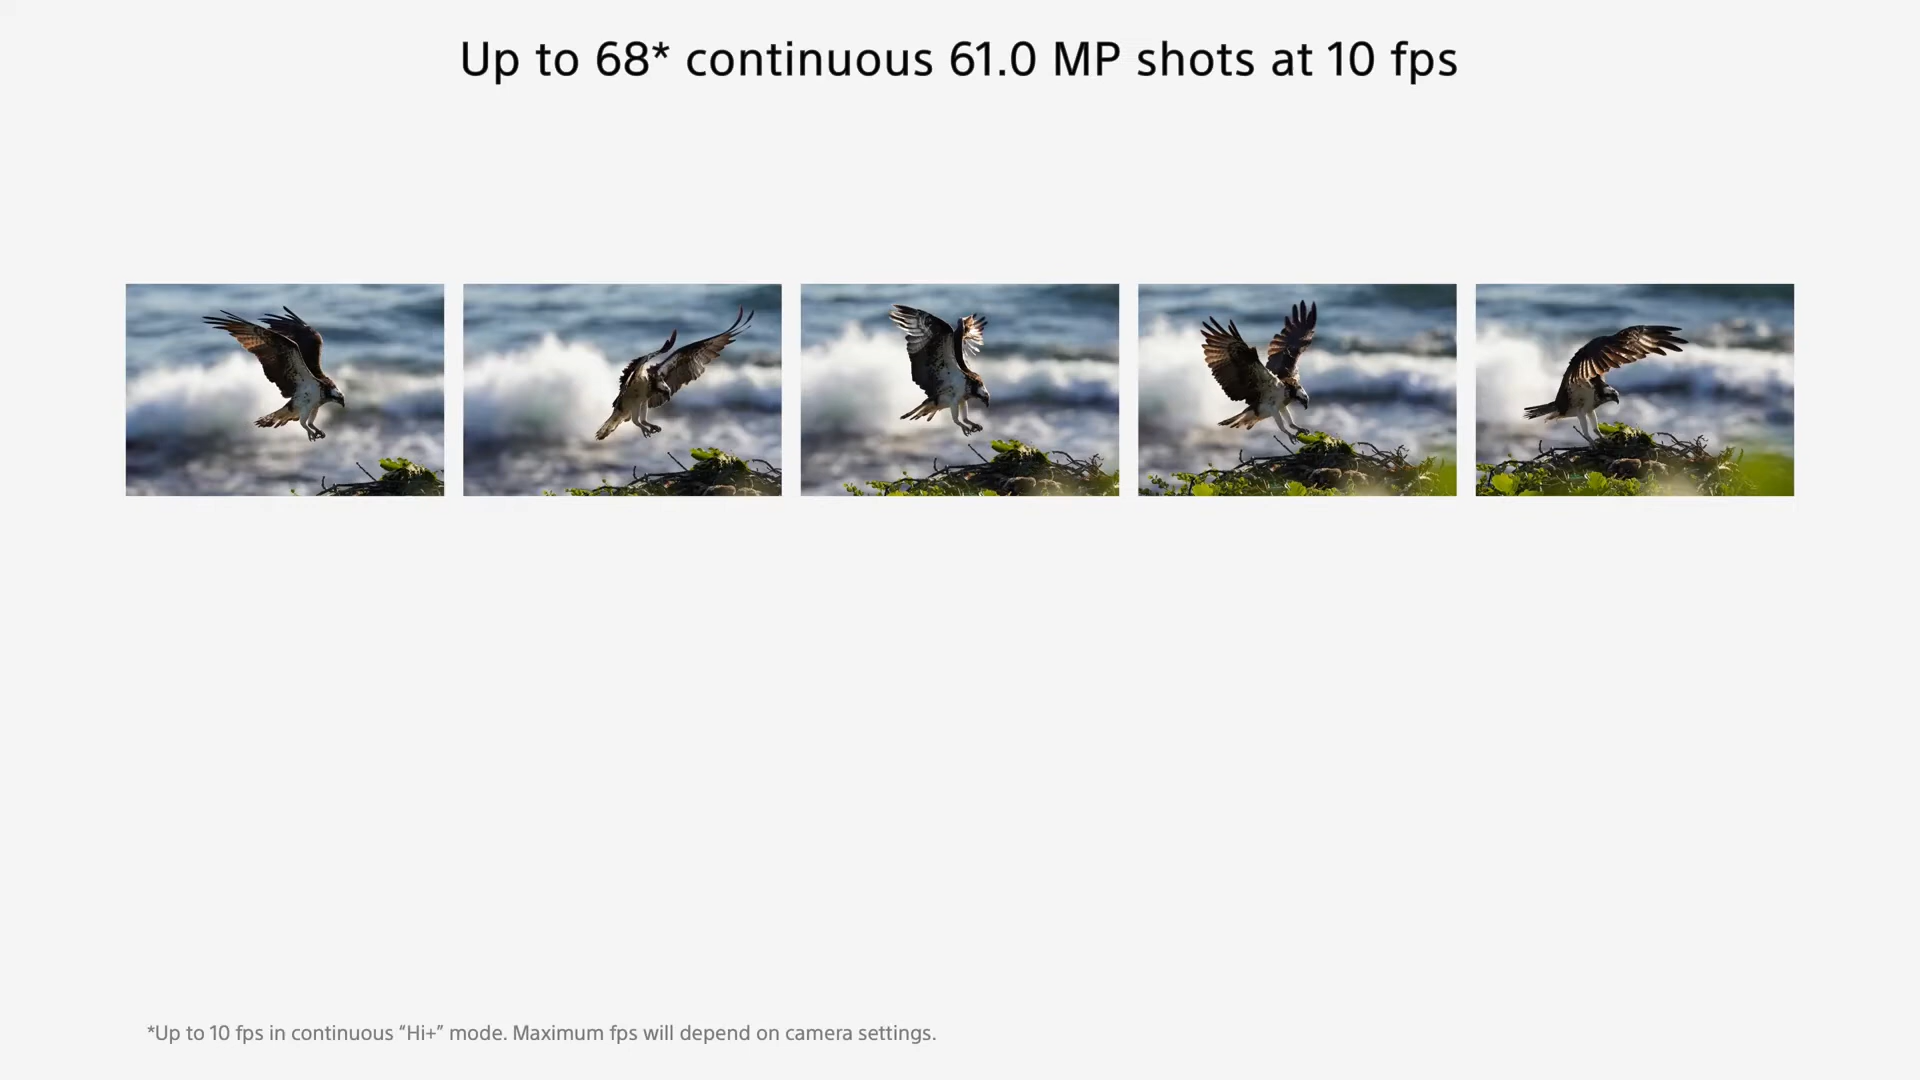 Up to 68* continuous 61.0 MP shots at 10 fps
*Up to 10 fps in continuous “Hi+” mode. Maximum fps will depend on camera settings.